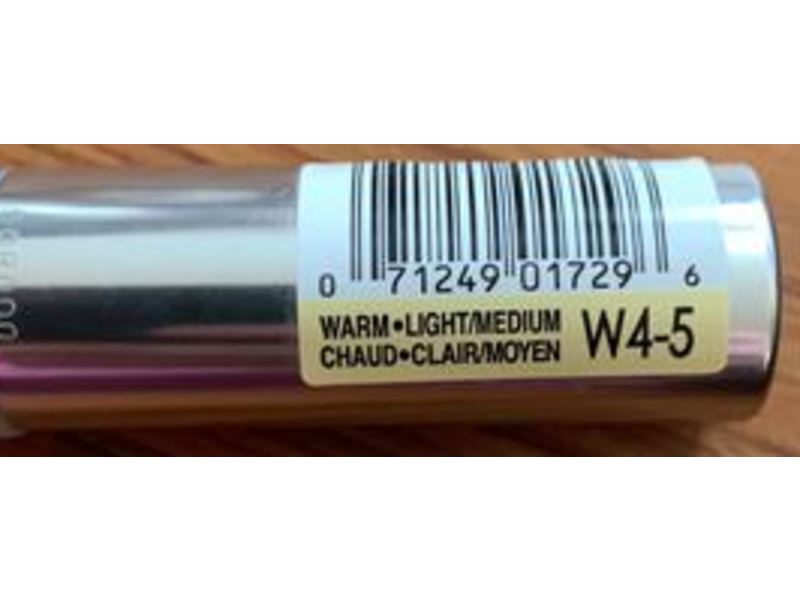 0 71249 01729 6
WARM•LIGHT/MEDIUM
CHAUD•CLAIR/MOYEN
W4-5